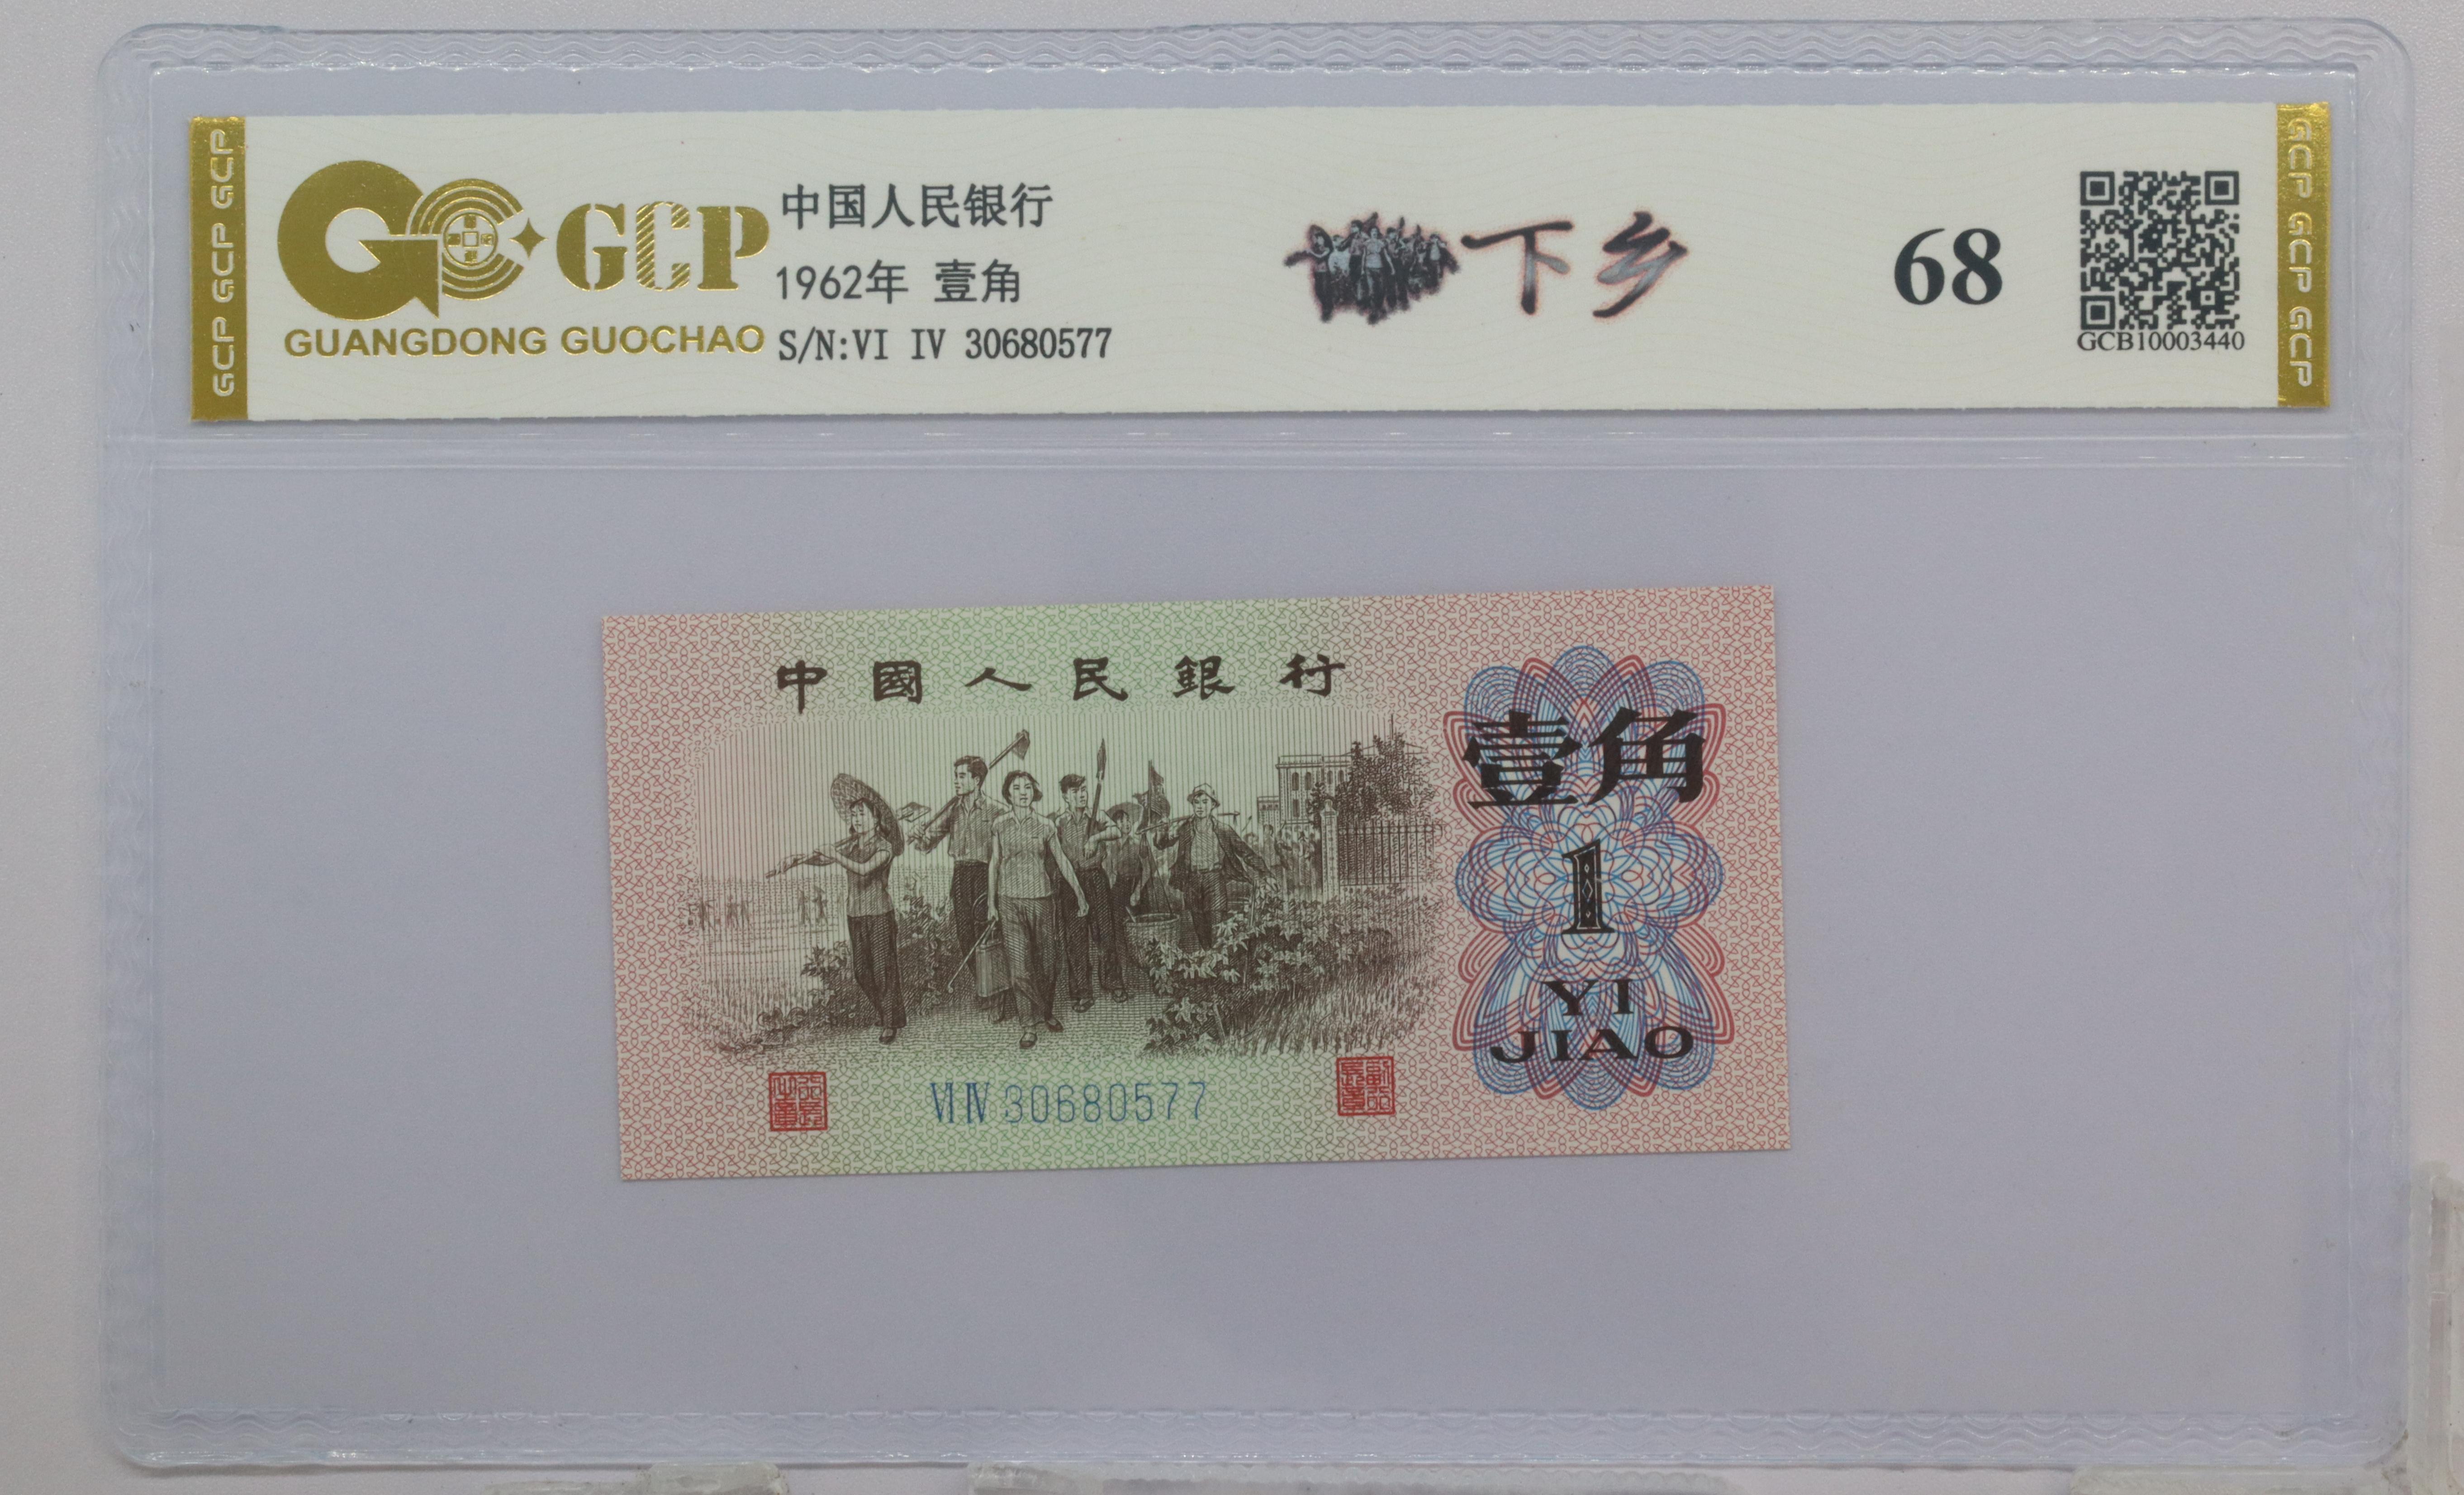 GCP GCP GCP
GCP
GUANGDONG GUOCHAO
中国人民银行
1962年 壹角
S/N:VI IV 30680577
下乡
68
GCB10003440
GCP GCP GCP
中國人民銀行
壹角
1
YI
JIAO
VI IV 30680577